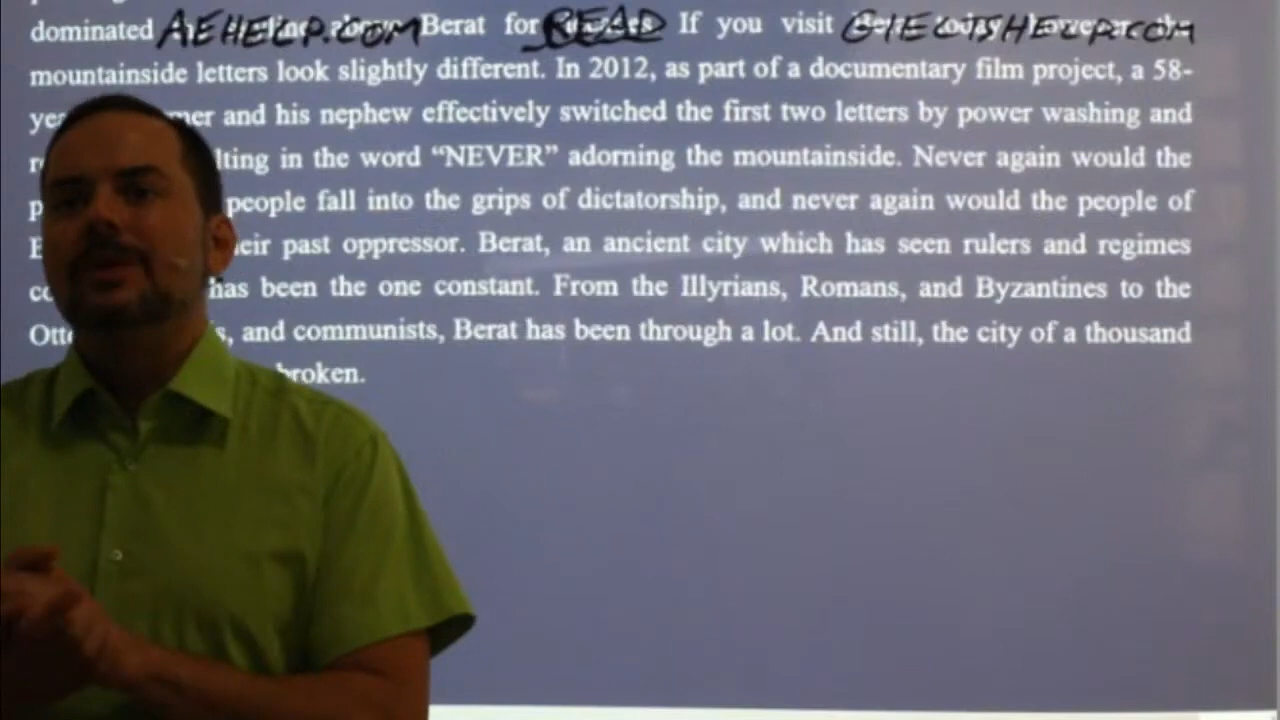 AEHELP.COM READ GIELTSHELP.COM
dominated Berat for If you visit however, the
mountainside letters look slightly different. In 2012, as part of a documentary film project, a 58-
and his nephew effectively switched the first two letters by power washing and
in the word “NEVER” adorning the mountainside. Never again would the
people fall into the grips of dictatorship, and never again would the people of
past oppressor. Berat, an ancient city which has seen rulers and regimes
has been the one constant. From the Illyrians, Romans, and Byzantines to the
and communists, Berat has been through a lot. And still, the city of a thousand
broken.